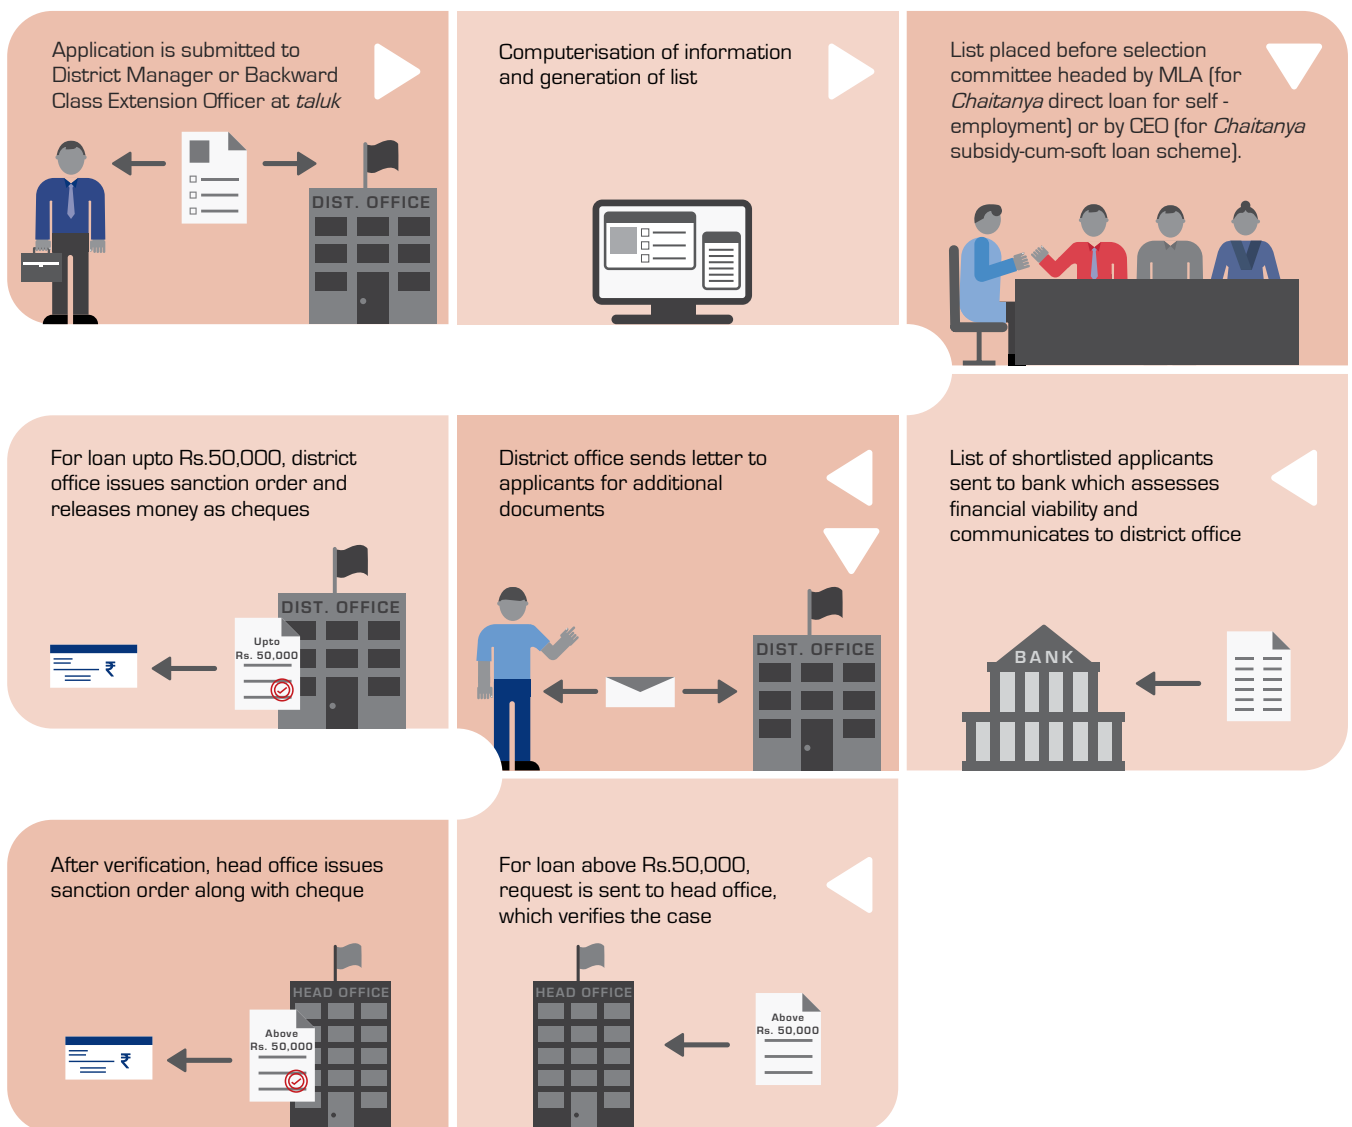 Application is submitted to
District Manager or Backward
Class Extension Officer at taluk
DIST. OFFICE
Computerisation of information
and generation of list
List placed before selection
committee headed by MLA (for
Chaitanya direct loan for self -
employment) or by CEO (for Chaitanya
subsidy-cum-soft loan scheme).
List of shortlisted applicants
sent to bank which assesses
financial viability and
communicates to district office
BANK
District office sends letter to
applicants for additional
documents
DIST. OFFICE
For loan upto Rs.50,000, district
office issues sanction order and
releases money as cheques
DIST. OFFICE
Upto
Rs. 50,000
₹
For loan above Rs.50,000,
request is sent to head office,
which verifies the case
HEAD OFFICE
Above
Rs. 50,000
After verification, head office issues
sanction order along with cheque
HEAD OFFICE
Above
Rs. 50,000
₹